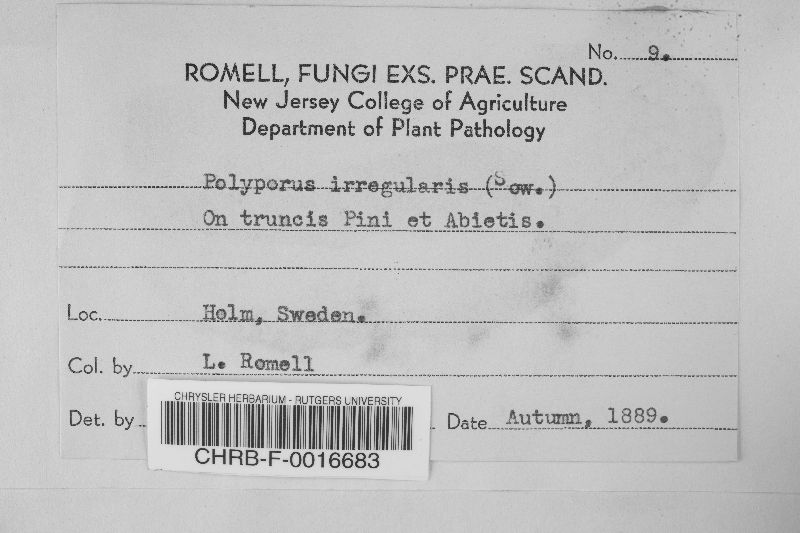 No. 9.
ROMELL, FUNGI EXS. PRAE. SCAND.
New Jersey College of Agriculture
Department of Plant Pathology
Polyporus irregularis (Sow.)
On truncis Pini et Abietis.
Loc. Holm, Sweden.
Col. by L. Romell
Det. by
Date Autumn, 1889.
CHRYSLER HERBARIUM - RUTGERS UNIVERSITY
CHRB-F-0016683